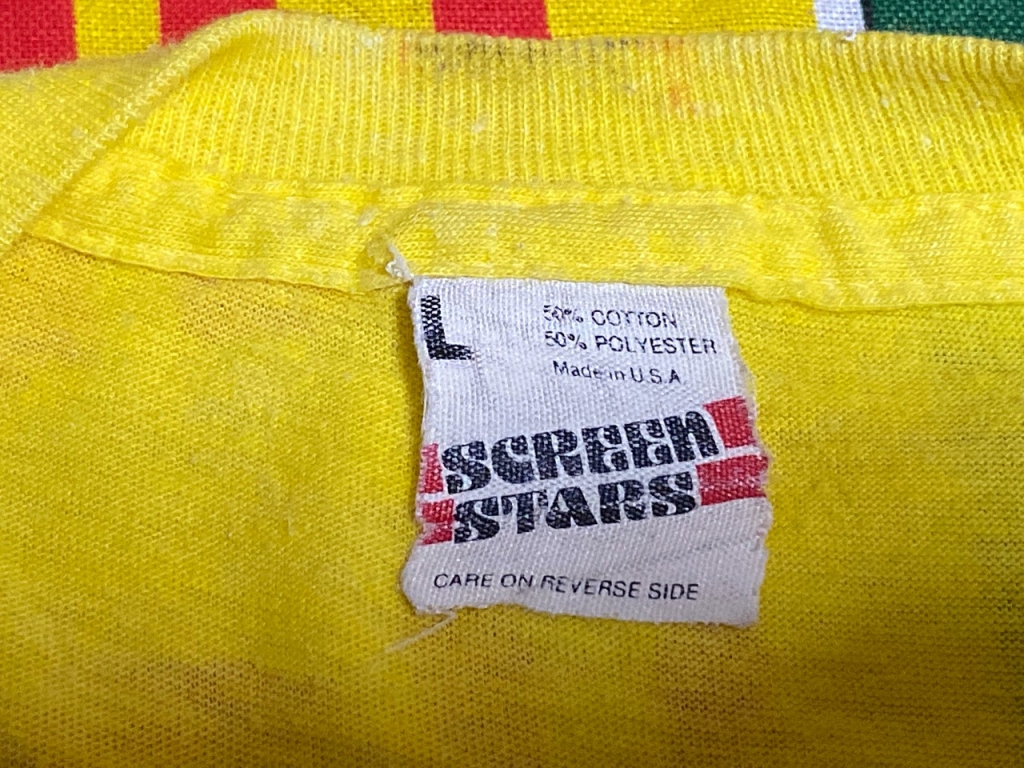 L
50% COTTON
50% POLYESTER
Made in U.S.A.
SCREEN
STARS
CARE ON REVERSE SIDE